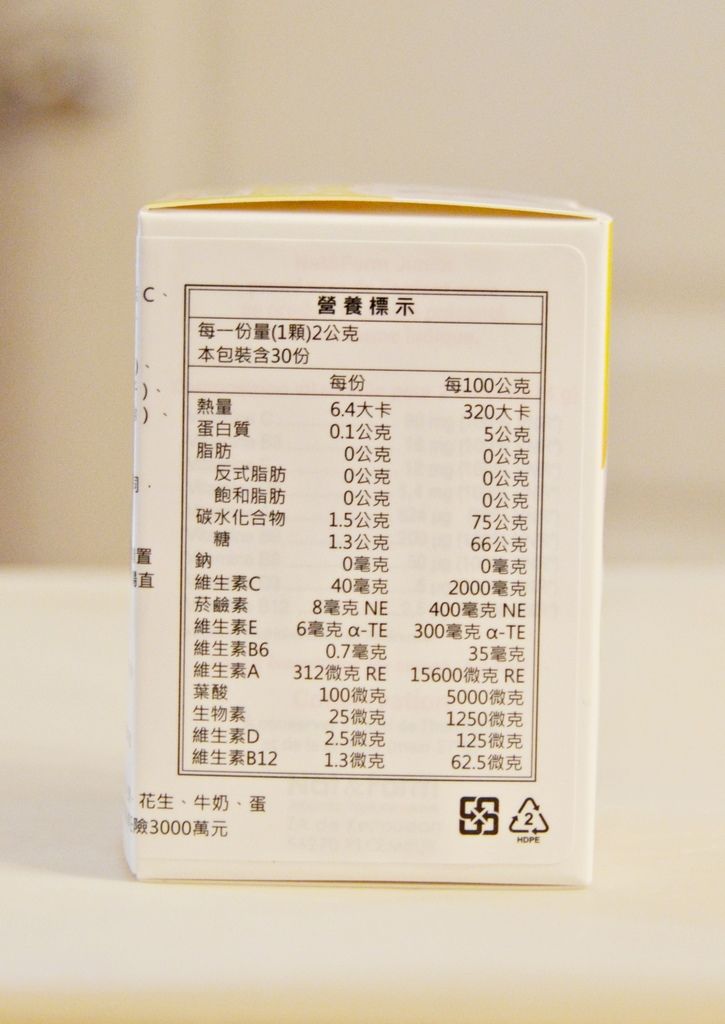 C、
營養標示
每一份量(1顆)2公克
本包裝含30份
每份 每100公克
熱量 6.4大卡 320大卡
蛋白質 0.1公克 5公克
脂肪 0公克 0公克
反式脂肪 0公克 0公克
飽和脂肪 0公克 0公克
碳水化合物 1.5公克 75公克
糖 1.3公克 66公克
鈉 0毫克 0毫克
維生素C 40毫克 2000毫克
菸鹼素 8毫克 NE 400毫克 NE
維生素E 6毫克 α-TE 300毫克 α-TE
維生素B6 0.7毫克 35毫克
維生素A 312微克 RE 15600微克 RE
葉酸 100微克 5000微克
生物素 25微克 1250微克
維生素D 2.5微克 125微克
維生素B12 1.3微克 62.5微克
置
直
花生、牛奶、蛋
險3000萬元
2
HDPE